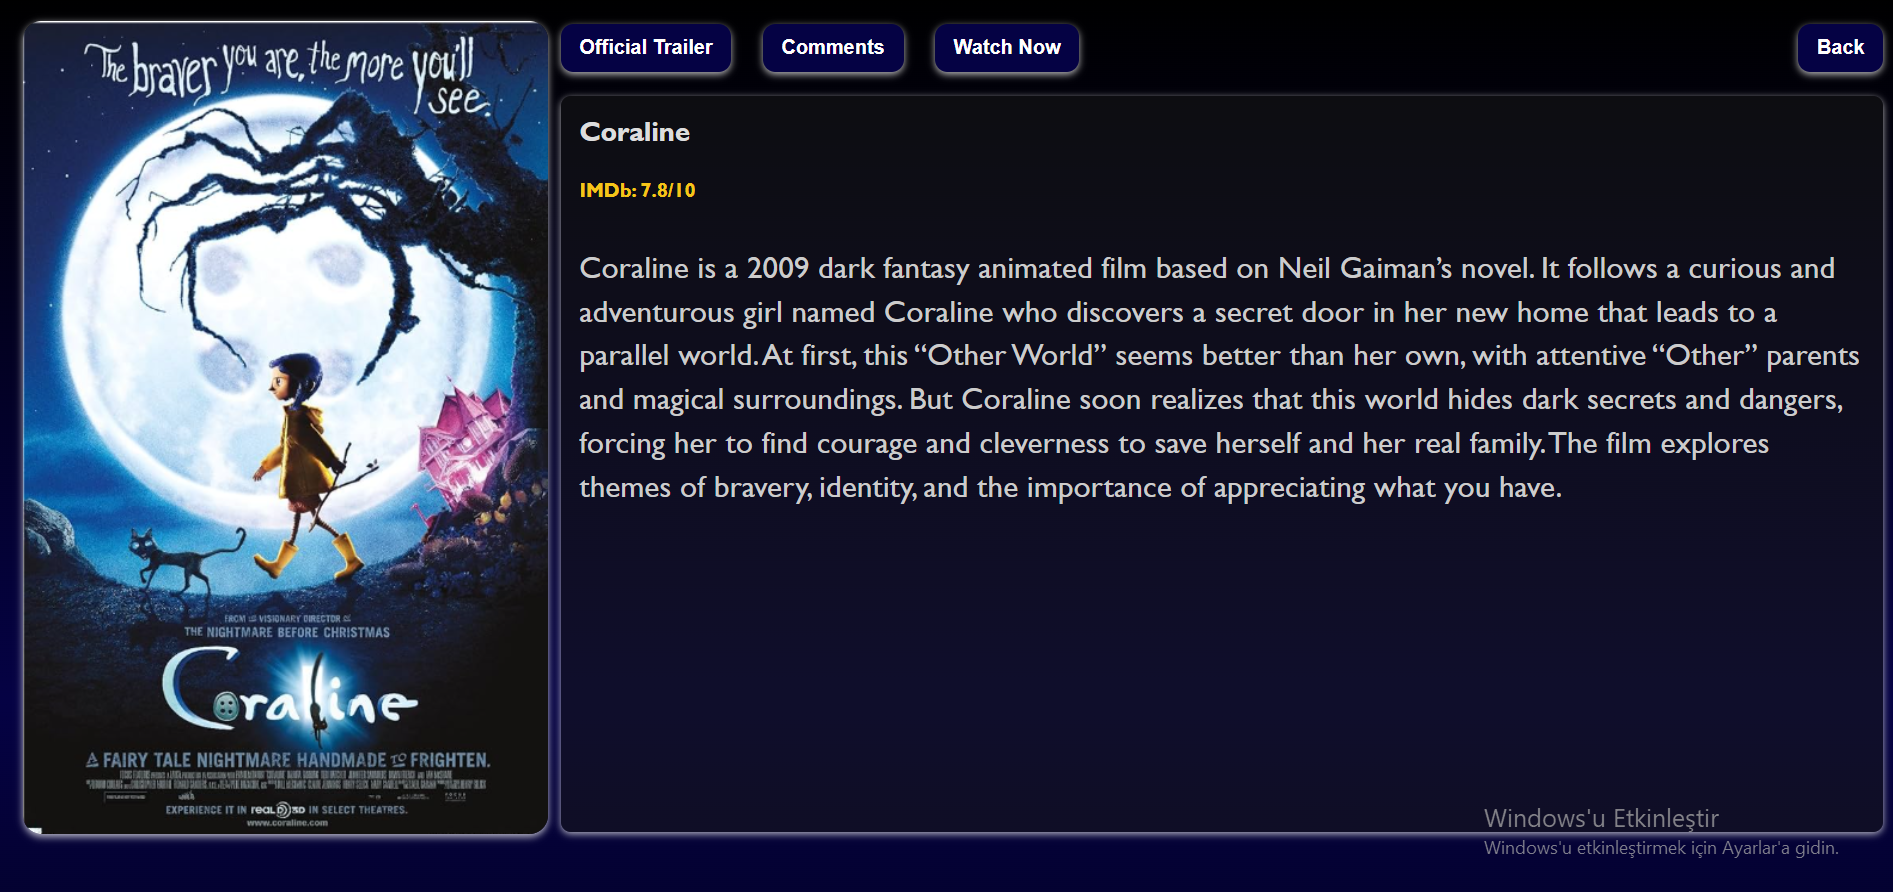 The braver you are, the more you'll
see.
FROM THE VISIONARY DIRECTOR OF
THE NIGHTMARE BEFORE CHRISTMAS
Coraline
A FAIRY TALE NIGHTMARE HANDMADE TO FRIGHTEN.
EXPERIENCE IT IN REAL D 3D IN SELECT THEATRES.
www.coraline.com
Official Trailer
Comments
Watch Now
Back
Coraline
IMDb: 7.8/10
Coraline is a 2009 dark fantasy animated film based on Neil Gaiman’s novel. It follows a curious and
adventurous girl named Coraline who discovers a secret door in her new home that leads to a
parallel world. At first, this “Other World” seems better than her own, with attentive “Other” parents
and magical surroundings. But Coraline soon realizes that this world hides dark secrets and dangers,
forcing her to find courage and cleverness to save herself and her real family. The film explores
themes of bravery, identity, and the importance of appreciating what you have.
Windows'u Etkinleştir
Windows'u etkinleştirmek için Ayarlar'a gidin.